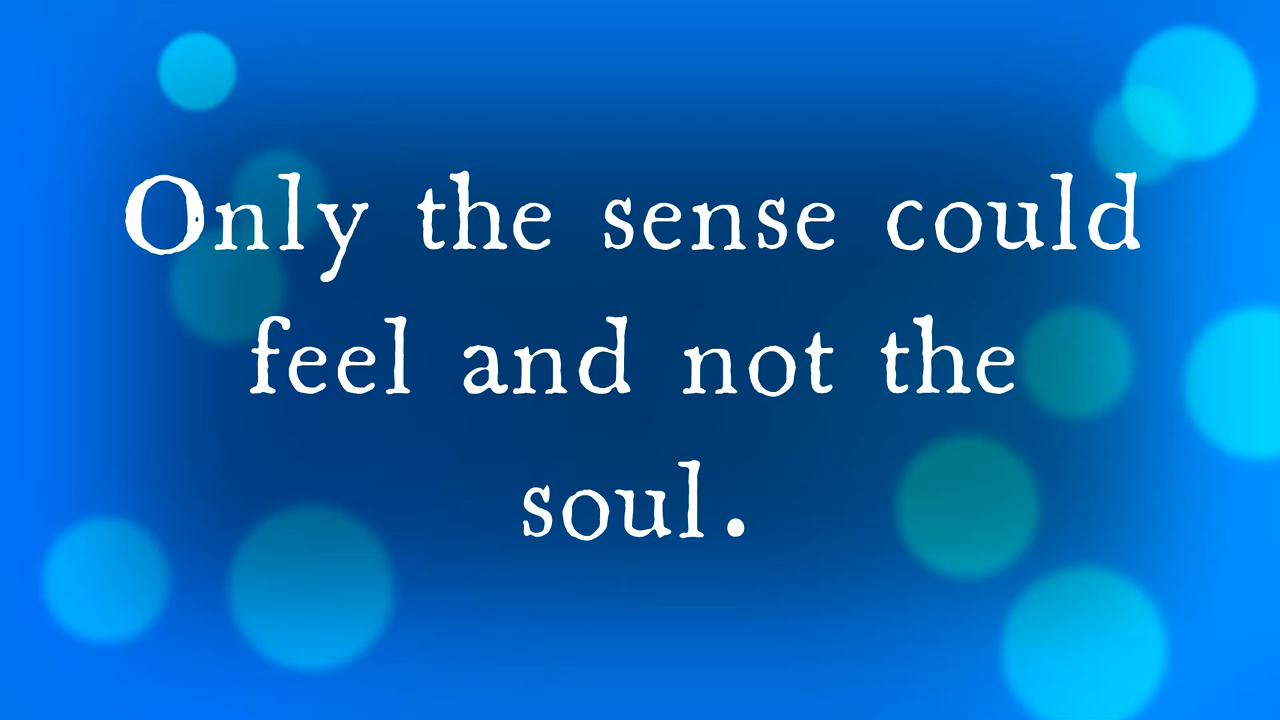 Only the sense could
feel and not the
soul.